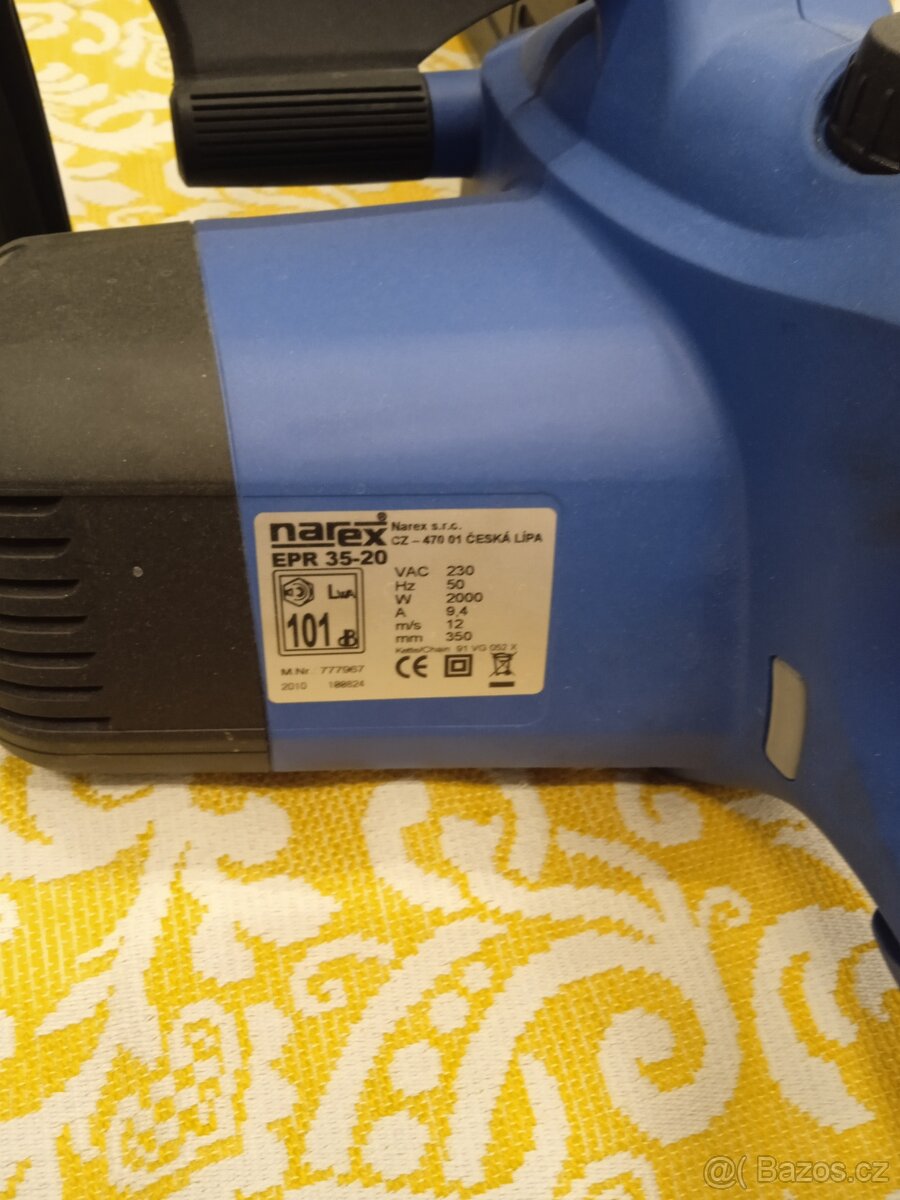 narex® Narex s.r.c.
CZ – 470 01 ČESKÁ LÍPA
EPR 35-20
VAC 230
Hz 50
W 2000
A 9,4
m/s 12
mm 350
Kette/Chain 91 VG 052 X
LWA
101 dB
CE
M.Nr.: 777967
2010 100824
@( Bazos.cz